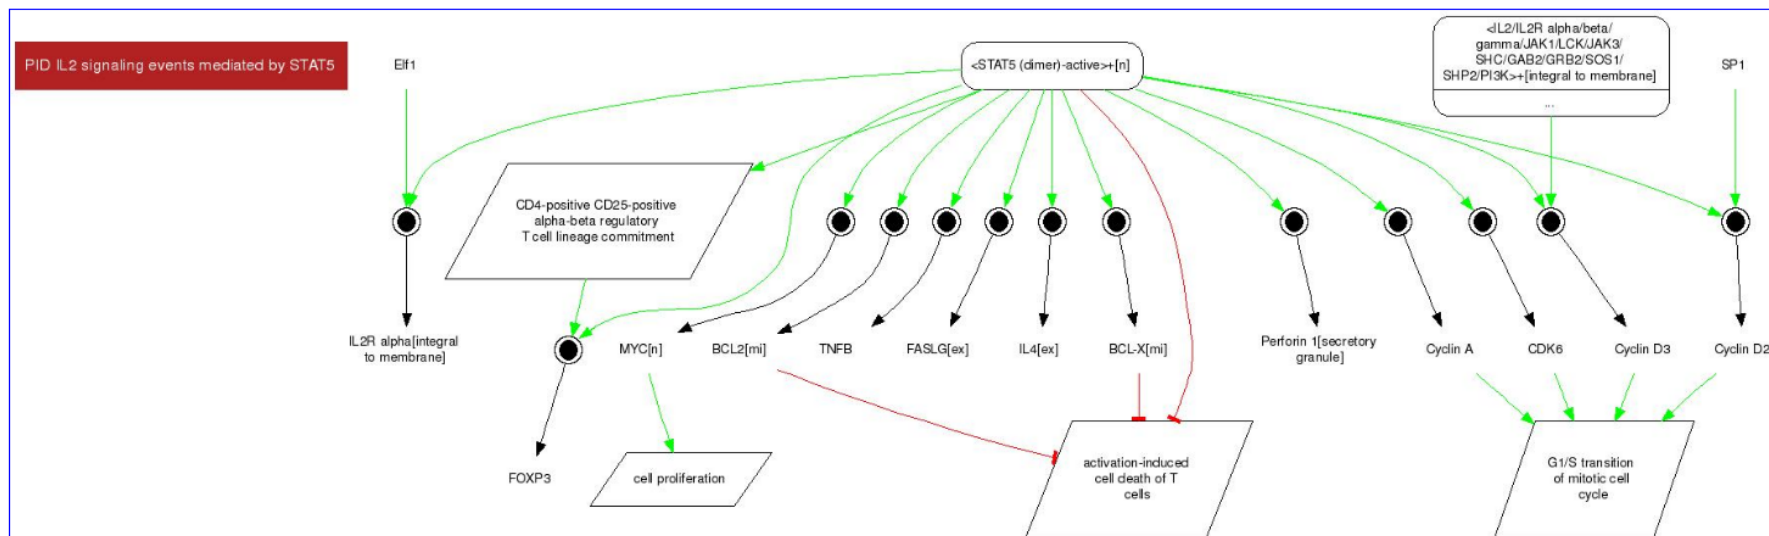 PID IL2 signaling events mediated by STAT5
Elf1
<STAT5 (dimer)-active>+[n]
<IL2/IL2R alpha/beta/
gamma/JAK1/LCK/JAK3/
SHC/GAB2/GRB2/SOS1/
SHP2/PI3K>+[integral to membrane]
...
SP1
CD4-positive CD25-positive
alpha-beta regulatory
T cell lineage commitment
IL2R alpha[integral
to membrane]
MYC[n]
BCL2[mi]
TNFB
FASLG[ex]
IL4[ex]
BCL-X[mi]
Perforin 1[secretory
granule]
Cyclin A
CDK6
Cyclin D3
Cyclin D2
FOXP3
cell proliferation
activation-induced
cell death of T
cells
G1/S transition
of mitotic cell
cycle